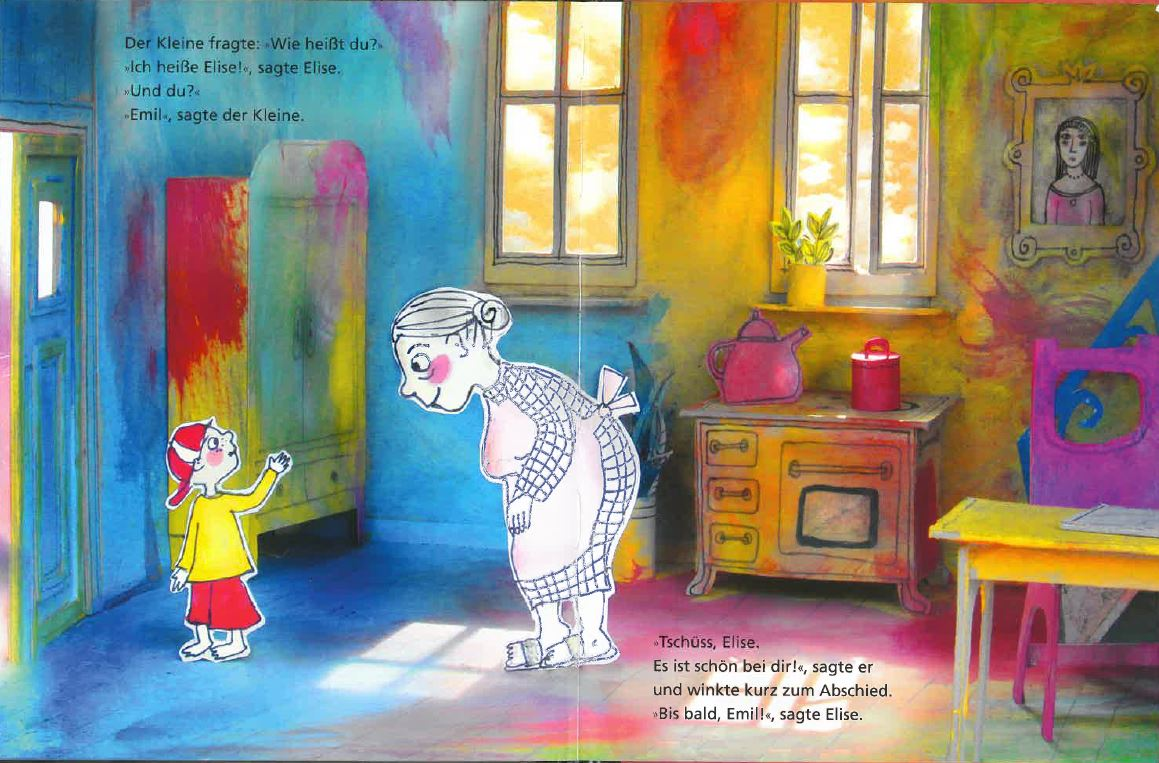 Der Kleine fragte: »Wie heißt du?«
»Ich heiße Elise!«, sagte Elise.
»Und du?«
»Emil«, sagte der Kleine.
»Tschüss, Elise.
Es ist schön bei dir!«, sagte er
und winkte kurz zum Abschied.
»Bis bald, Emil!«, sagte Elise.